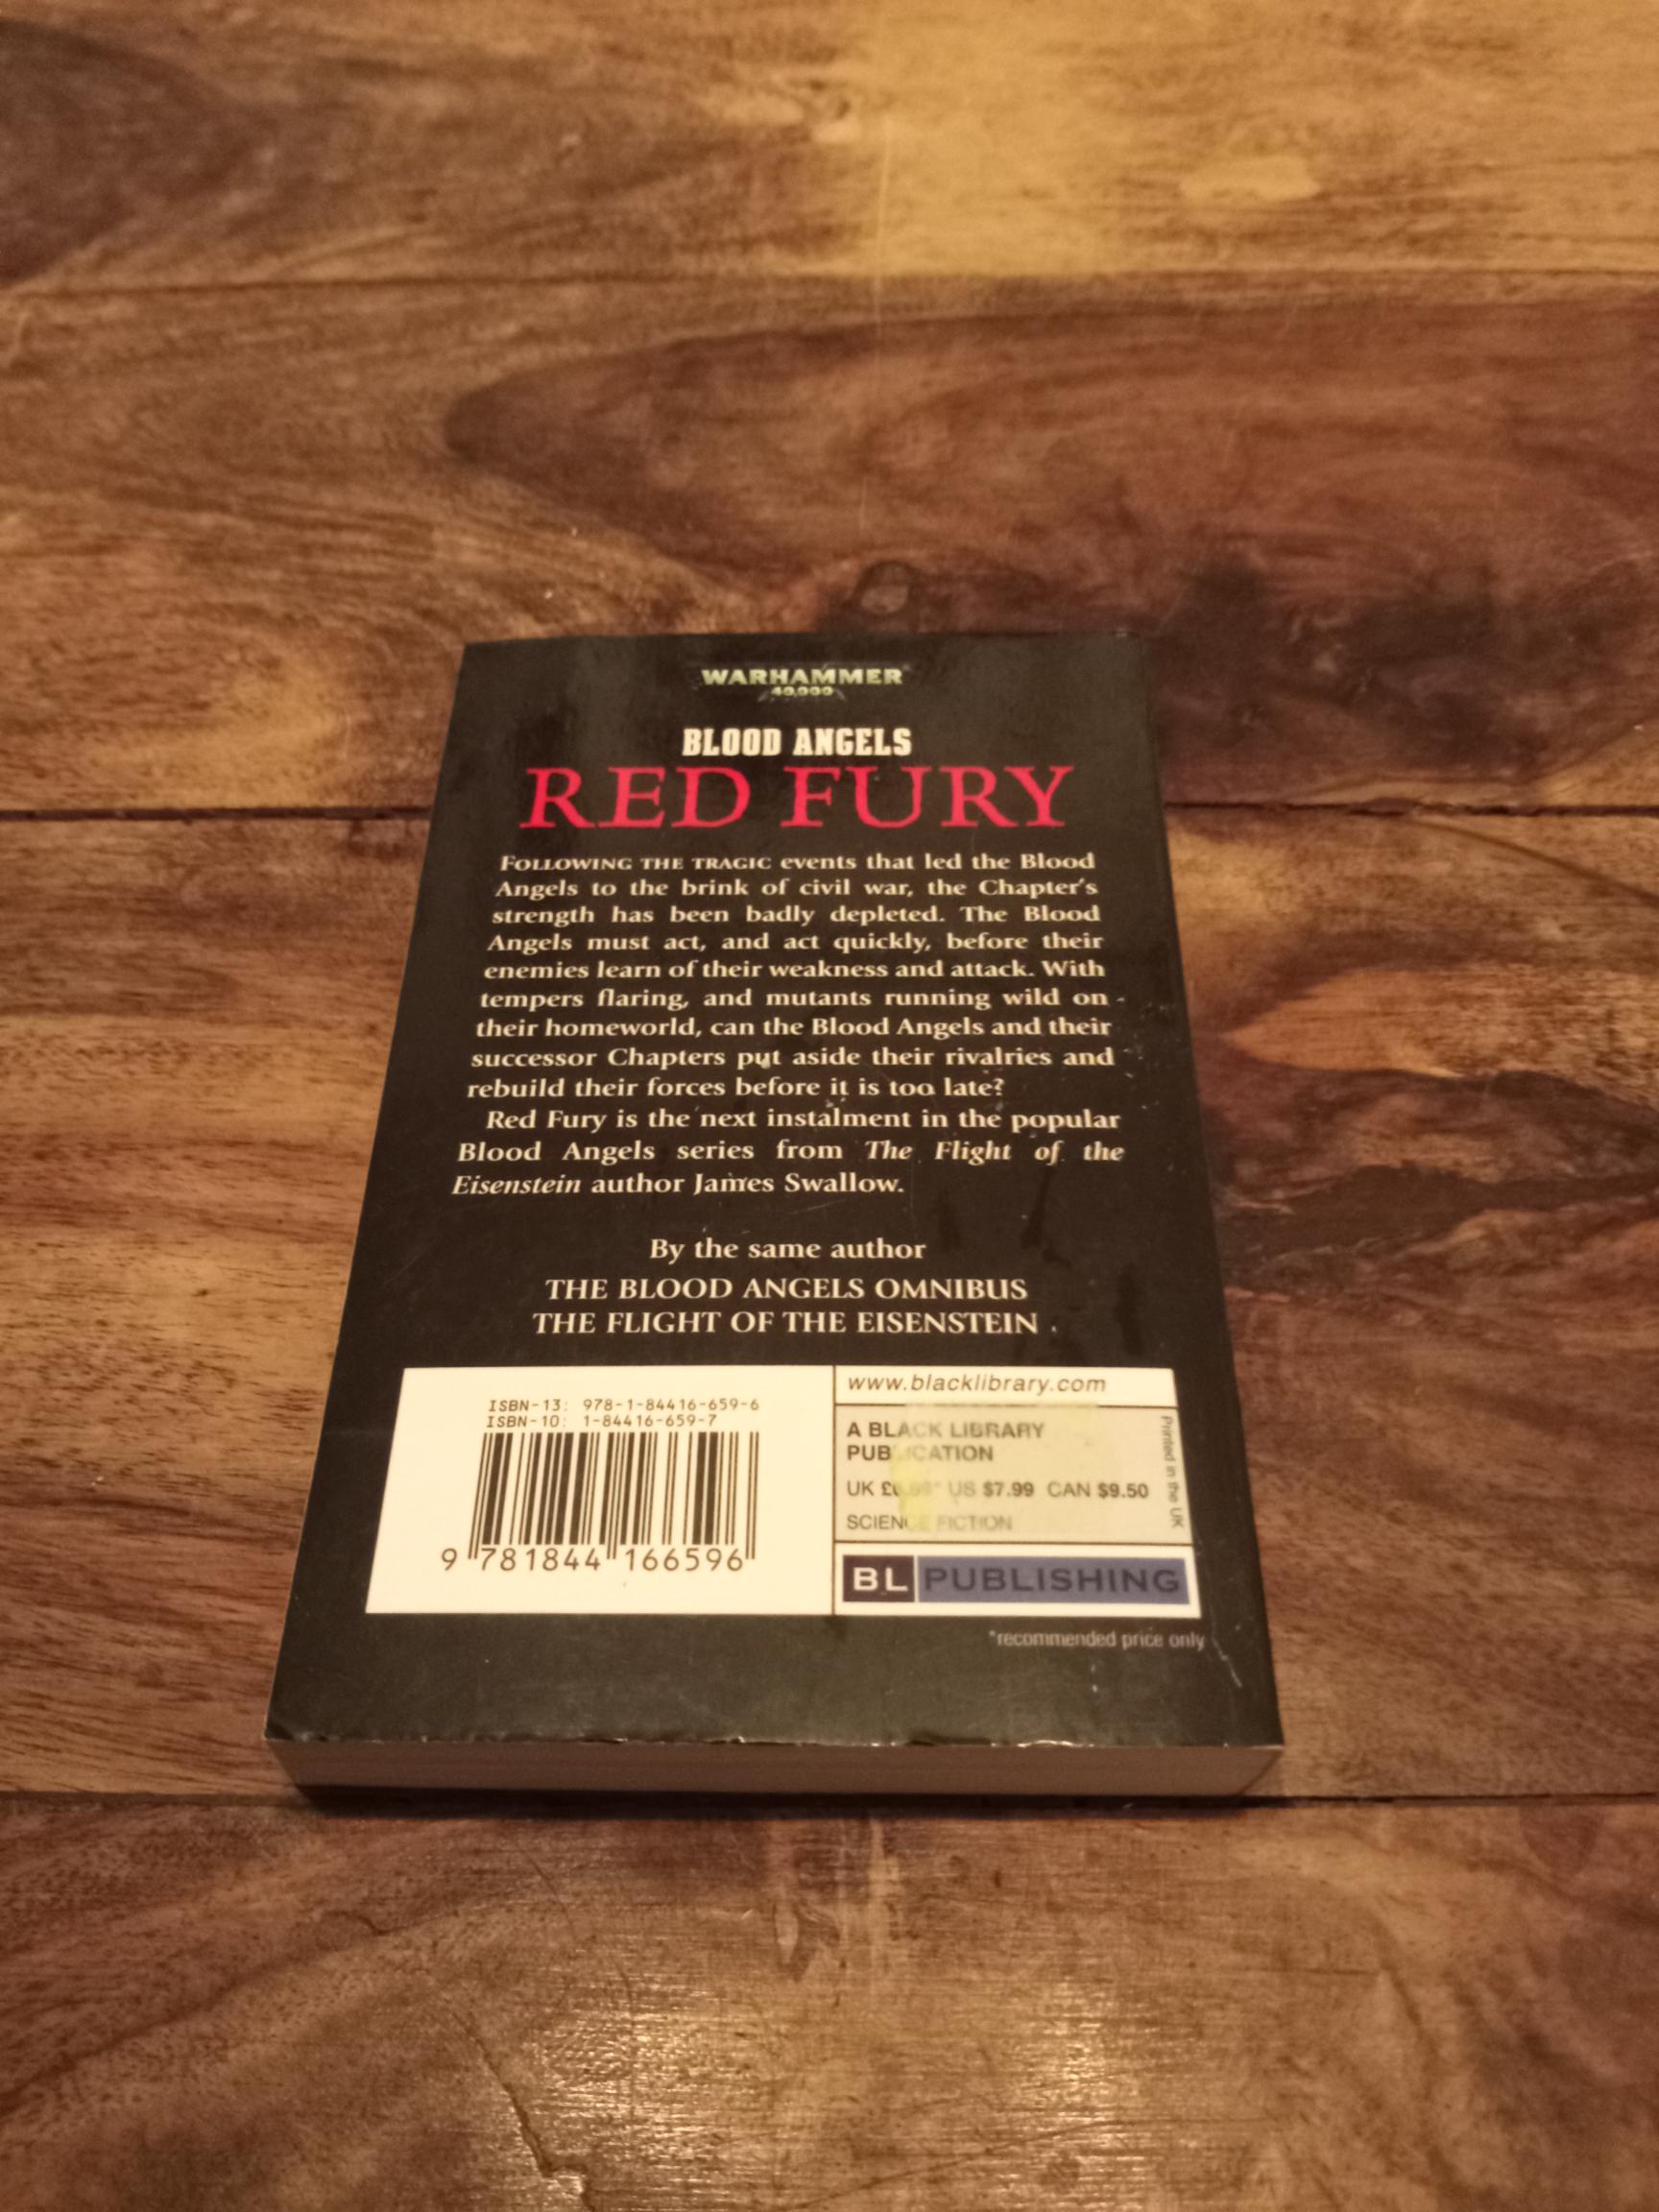 WARHAMMER
40,000
BLOOD ANGELS
RED FURY
FOLLOWING THE TRAGIC events that led the Blood
Angels to the brink of civil war, the Chapter's
strength has been badly depleted. The Blood
Angels must act, and act quickly, before their
enemies learn of their weakness and attack. With
tempers flaring, and mutants running wild on
their homeworld, can the Blood Angels and their
successor Chapters put aside their rivalries and
rebuild their forces before it is too late?
Red Fury is the next instalment in the popular
Blood Angels series from The Flight of the
Eisenstein author James Swallow.
By the same author
THE BLOOD ANGELS OMNIBUS
THE FLIGHT OF THE EISENSTEIN
ISBN-13: 978-1-84416-659-6
ISBN-10: 1-84416-659-7
9 781844 166596
www.blacklibrary.com
A BLACK LIBRARY
PUBLICATION
UK US $7.99 CAN $9.50
SCIENCE FICTION
Printed in the UK
BL PUBLISHING
*recommended price only